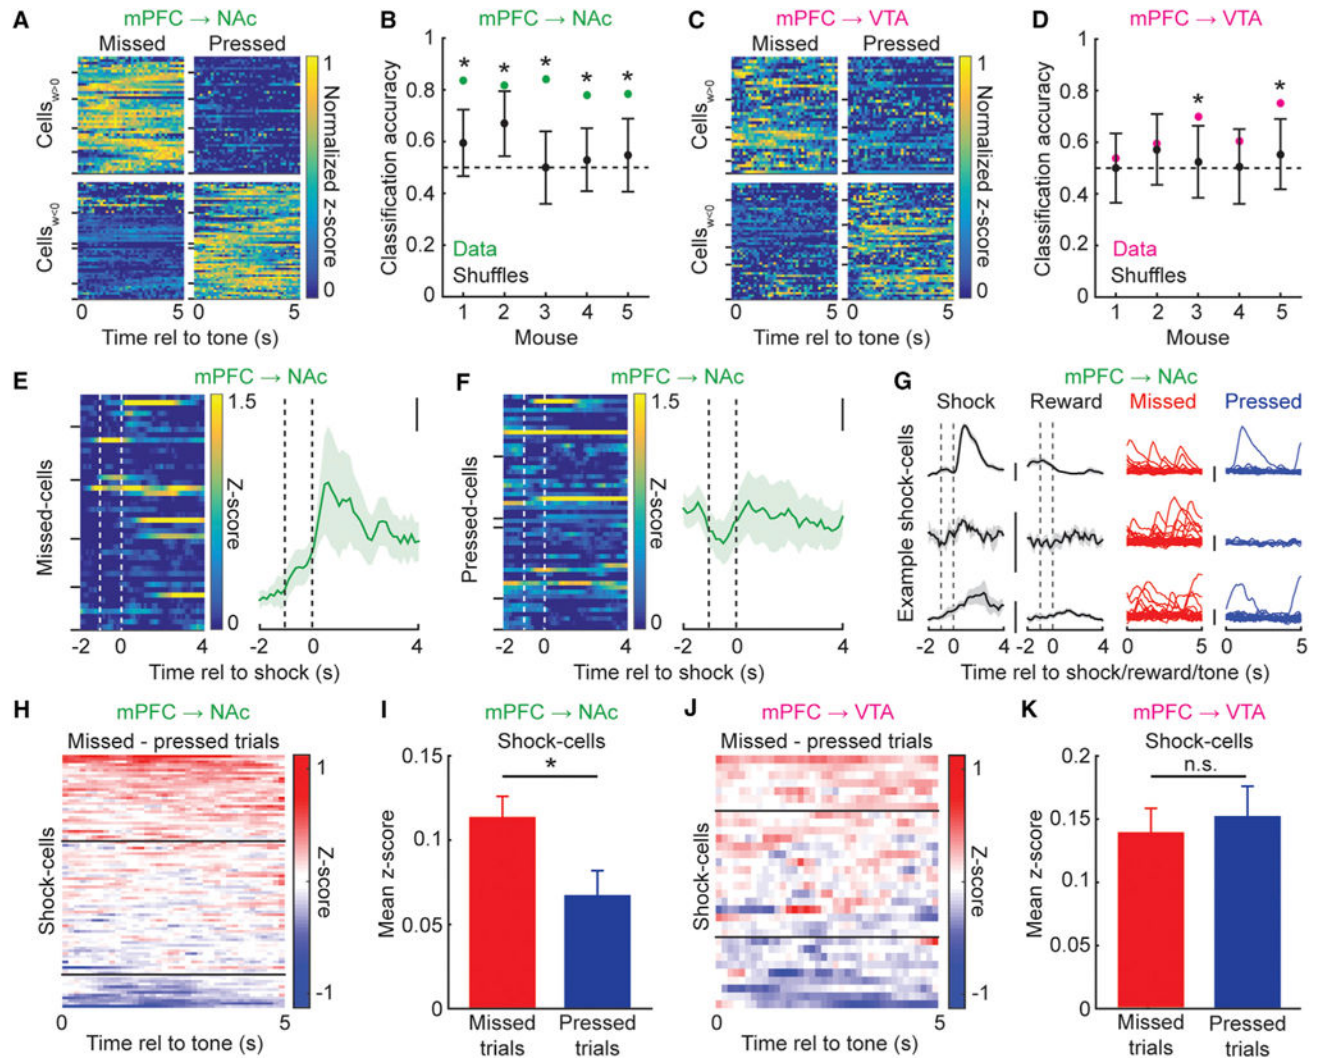 A
mPFC → NAc
Missed Pressed
Cells w>0
Cells w<0
1
Normalized z-score
0
0 5 0 5
Time rel to tone (s)
B
mPFC → NAc
Classification accuracy
1
0.8
0.6
0.4
0.2
0
* * * * *
Data
Shuffles
1 2 3 4 5
Mouse
C
mPFC → VTA
Missed Pressed
Cells w>0
Cells w<0
1
Normalized z-score
0
0 5 0 5
Time rel to tone (s)
D
mPFC → VTA
Classification accuracy
1
0.8
0.6
0.4
0.2
0
* *
Data
Shuffles
1 2 3 4 5
Mouse
E
mPFC → NAc
Missed-cells
1.5
Z-score
0
-2 0 4 -2 0 4
Time rel to shock (s)
F
mPFC → NAc
Pressed-cells
1.5
Z-score
0
-2 0 4 -2 0 4
Time rel to shock (s)
G
mPFC → NAc
Shock Reward Missed Pressed
Example shock-cells
-2 0 4 -2 0 4 0 5 0 5
Time rel to shock/reward/tone (s)
H
mPFC → NAc
Missed - pressed trials
Shock-cells
1
Z-score
-1
0 5
Time rel to tone (s)
I
mPFC → NAc
Shock-cells
*
Mean z-score
0.15
0.1
0.05
0
Missed trials
Pressed trials
J
mPFC → VTA
Missed - pressed trials
Shock-cells
1
Z-score
-1
0 5
Time rel to tone (s)
K
mPFC → VTA
Shock-cells
n.s.
Mean z-score
0.2
0.15
0.1
0.05
0
Missed trials
Pressed trials